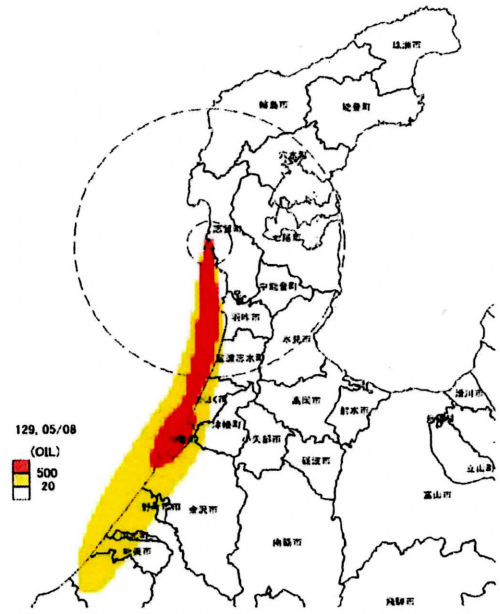 珠洲市
輪島市
能登町
穴水町
志賀町
七尾市
中能登町
羽咋市
氷見市
宝達志水町
かほく市
高岡市
射水市
滑川市
津幡町
小矢部市
砺波市
立山町
富山市
金沢市
南砺市
飛騨市
129, 05/08
(OIL)
500
20